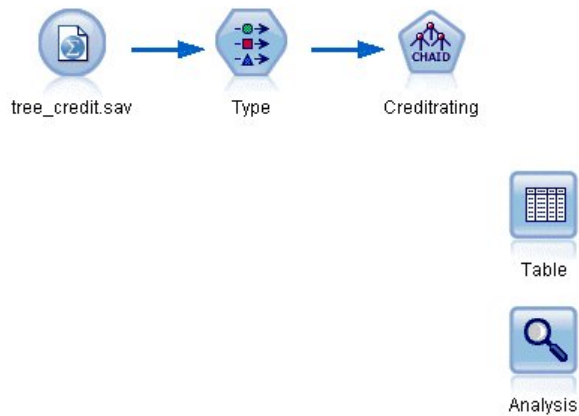 CHAID
tree_credit.sav
Type
Creditrating
Table
Analysis